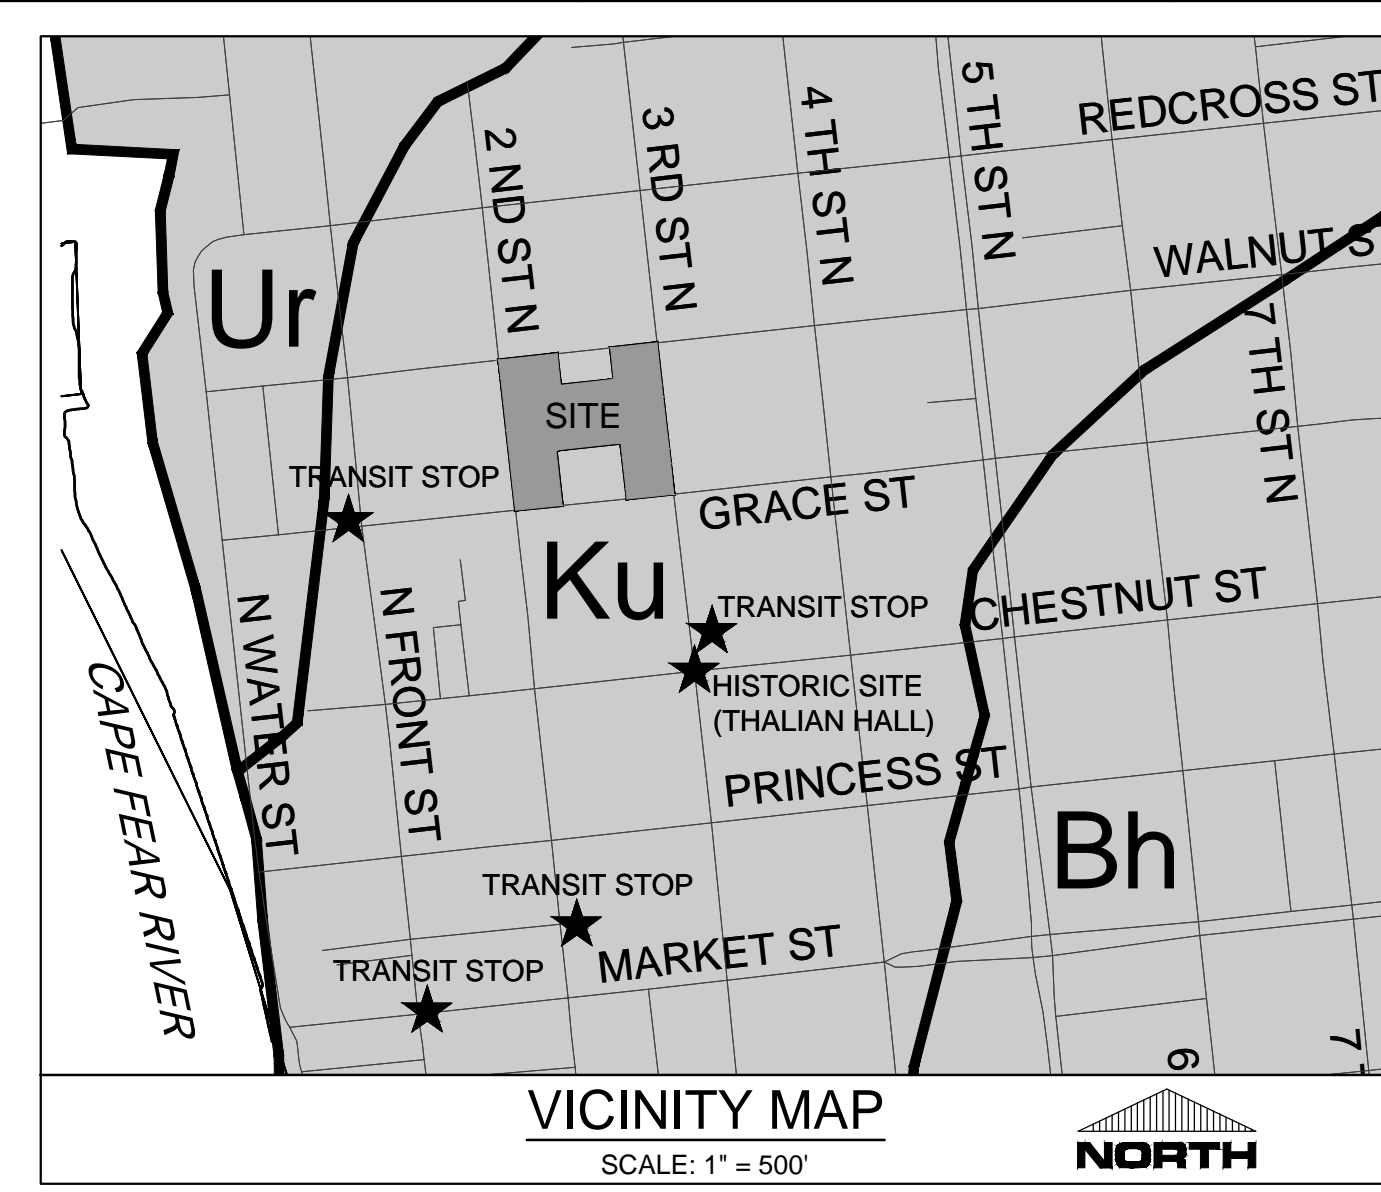 5 TH ST N
REDCROSS ST
4 TH ST N
3 RD ST N
2 ND ST N
WALNUT S
Ur
7 TH ST N
SITE
TRANSIT STOP
GRACE ST
Ku
N WATER ST
N FRONT ST
TRANSIT STOP
CHESTNUT ST
CAPE FEAR RIVER
HISTORIC SITE
(THALIAN HALL)
PRINCESS ST
Bh
TRANSIT STOP
MARKET ST
TRANSIT STOP
6
7
VICINITY MAP
SCALE: 1" = 500'
NORTH